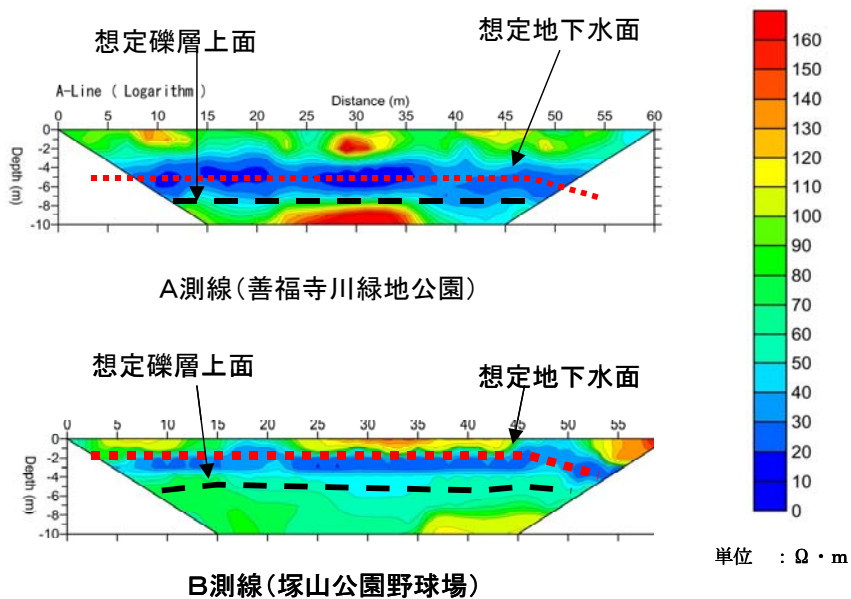 想定礫層上面
想定地下水面
A-Line ( Logarithm )
Distance (m)
0 5 10 15 20 25 30 35 40 45 50 55 60
Depth (m)
0
-2
-4
-6
-8
-10
A測線(善福寺川緑地公園)
想定礫層上面
想定地下水面
0 5 10 15 20 25 30 35 40 45 50 55
Depth (m)
0
-2
-4
-6
-8
-10
B測線(塚山公園野球場)
160
150
140
130
120
110
100
90
80
70
60
50
40
30
20
10
0
単位 :Ω・m